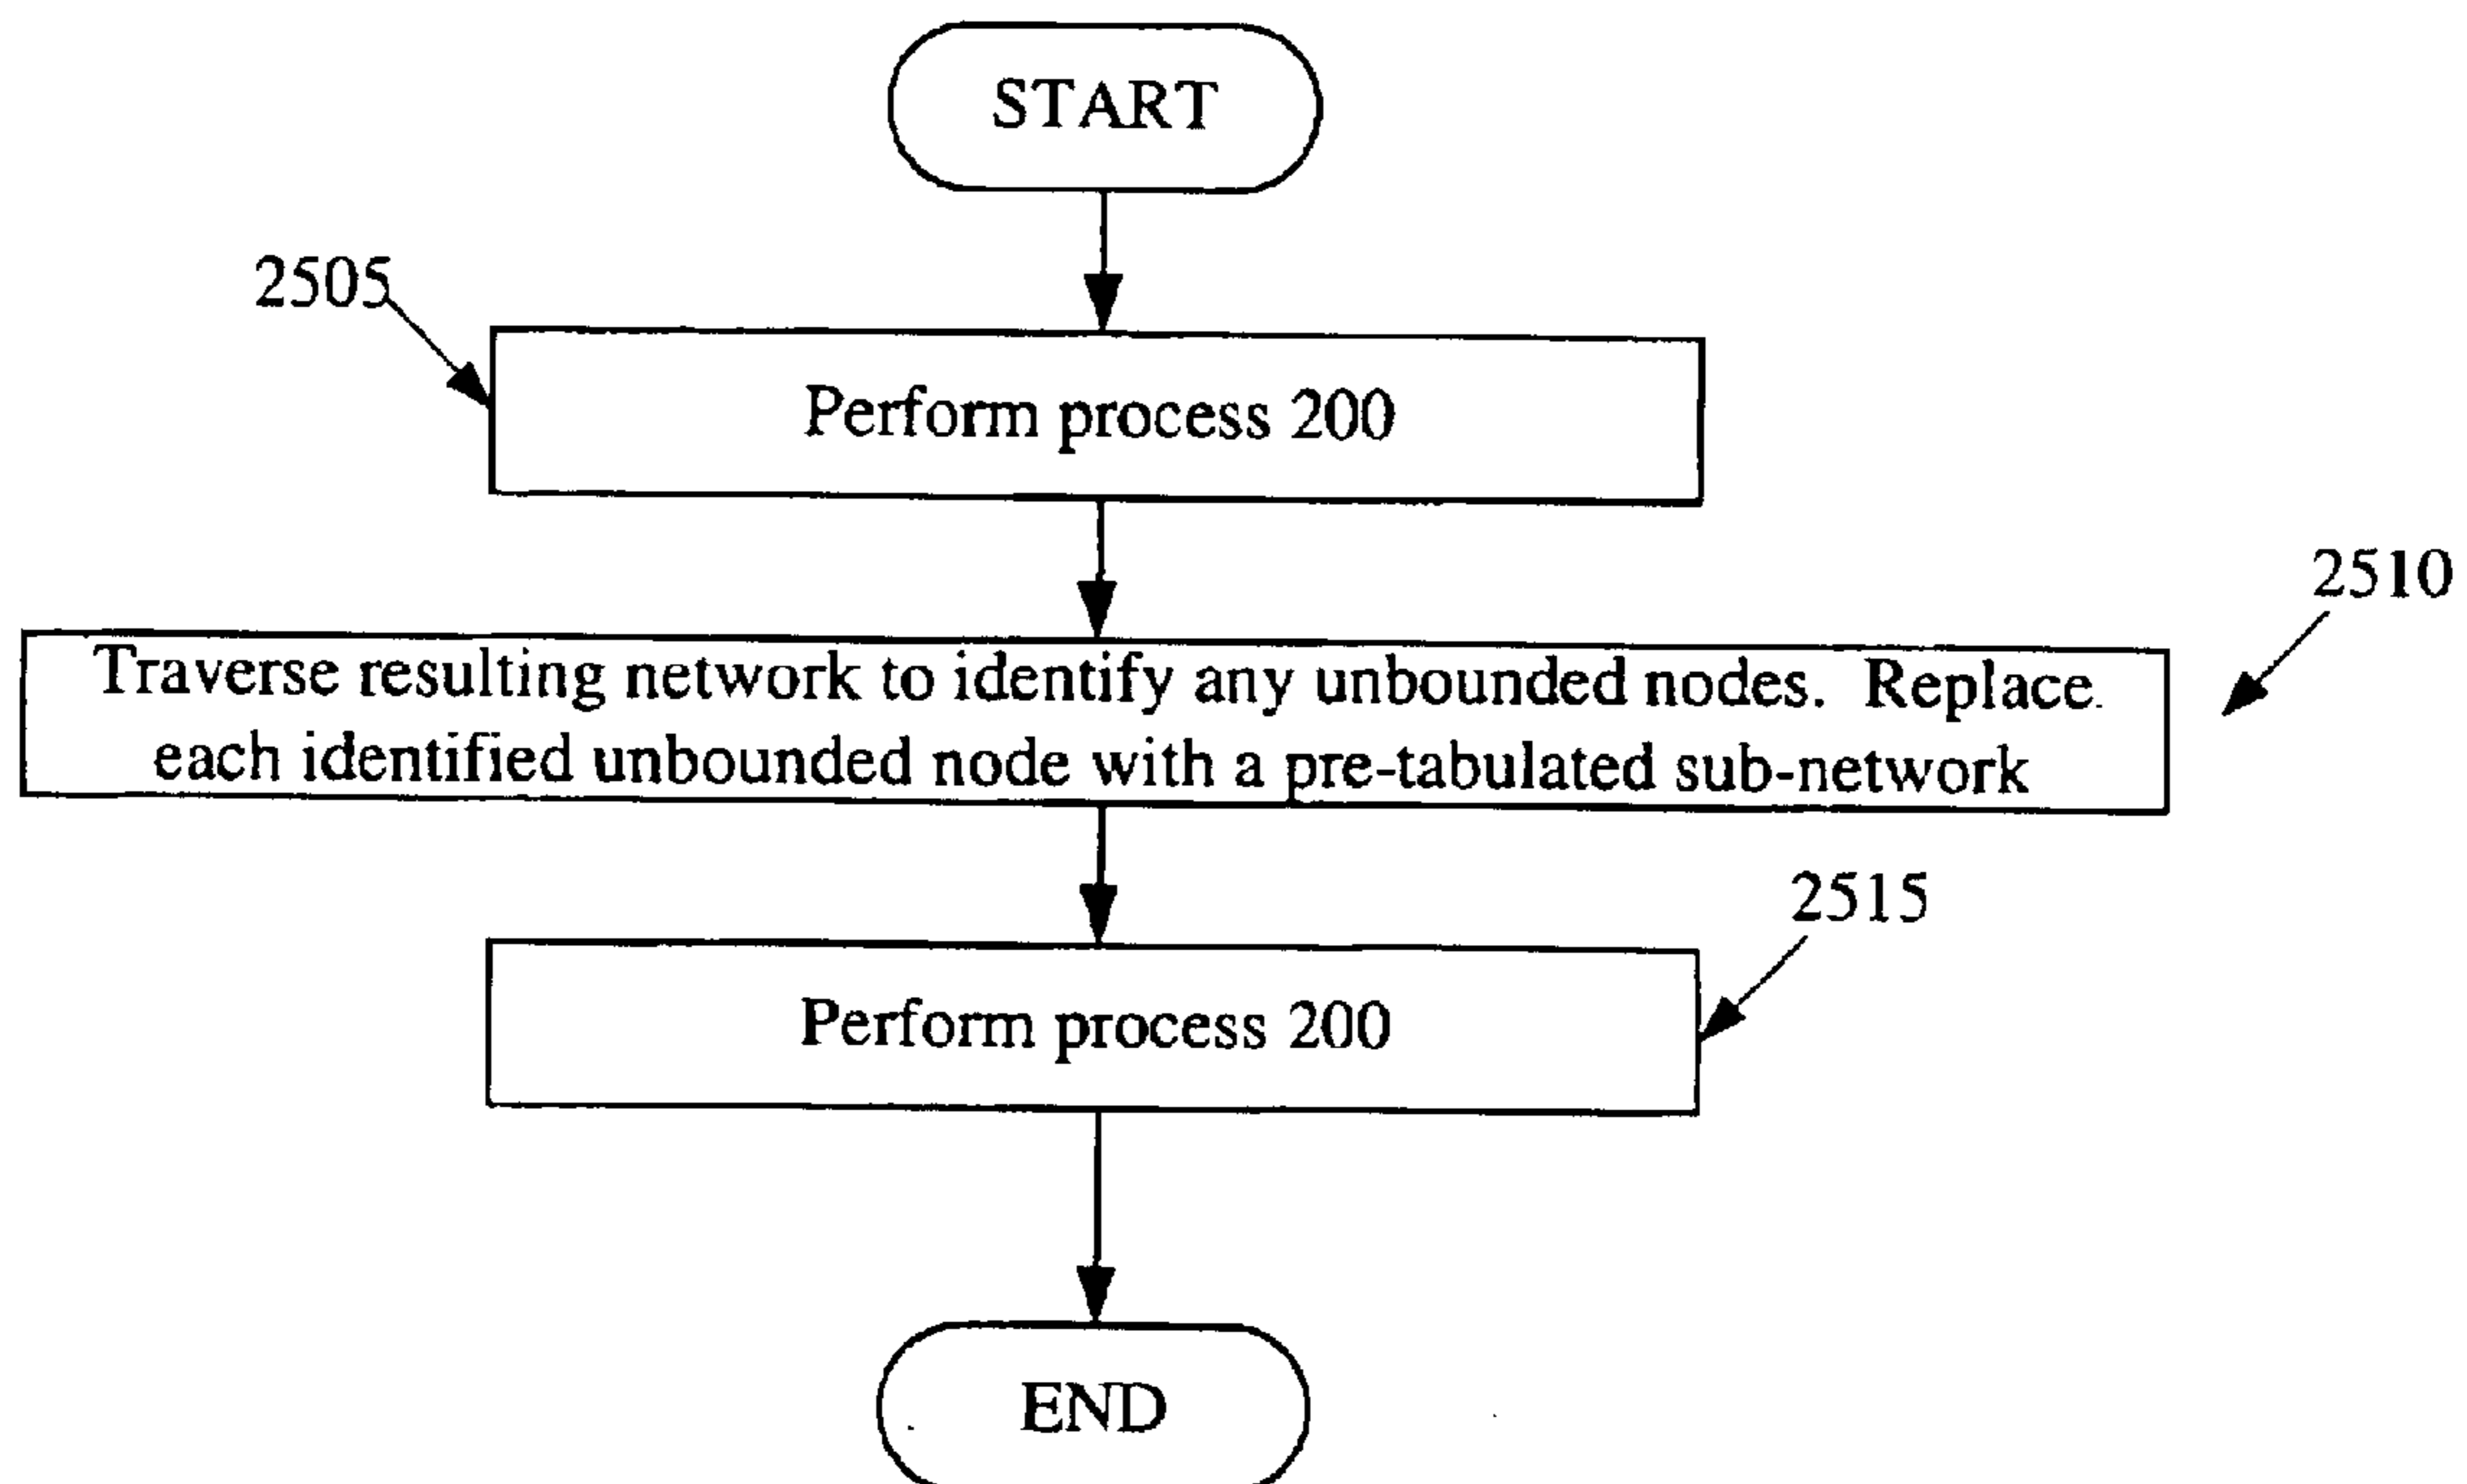 START
2505
Perform process 200
2510
Traverse resulting network to identify any unbounded nodes. Replace
each identified unbounded node with a pre-tabulated sub-network
2515
Perform process 200
END